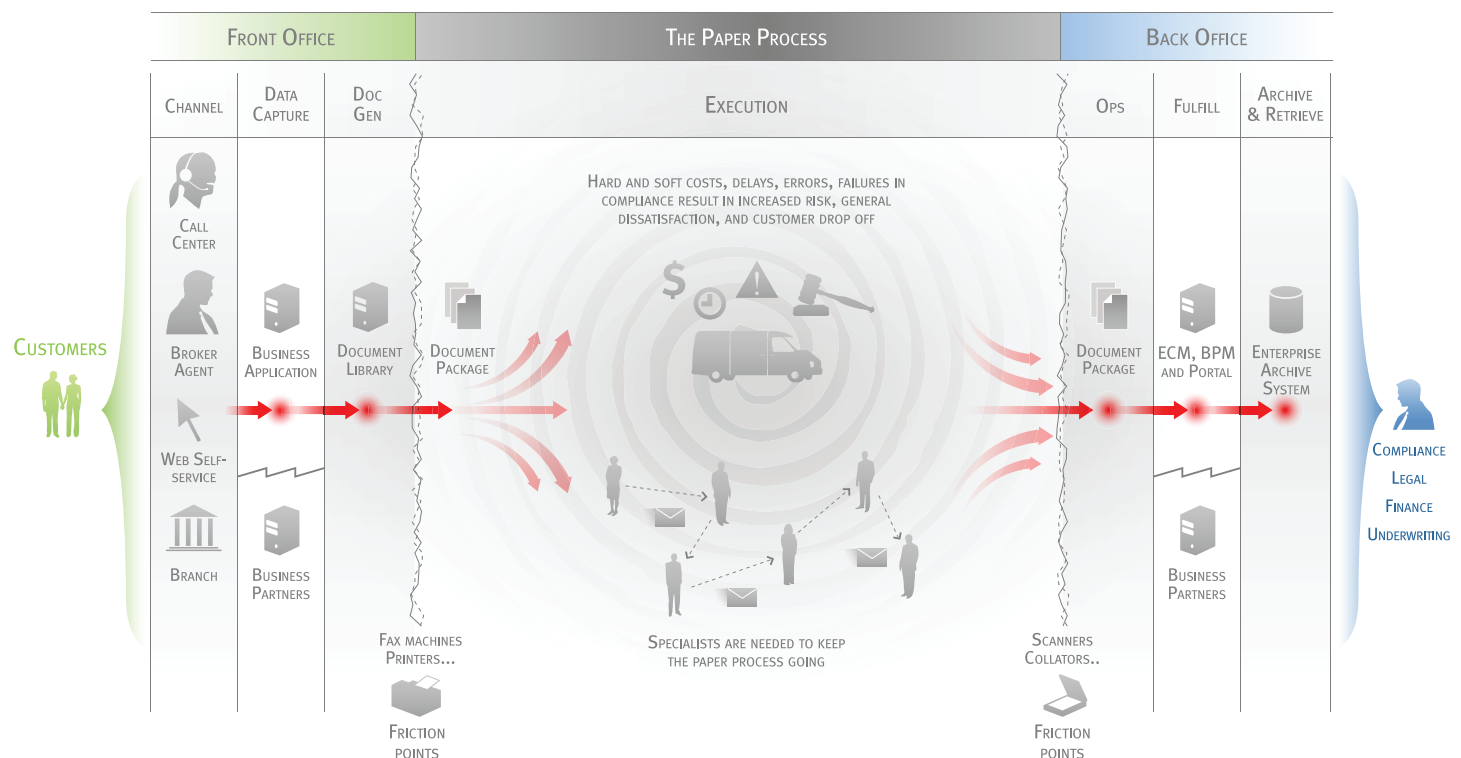 Front Office
The Paper Process
Back Office
Channel
Data
Capture
Doc
Gen
Execution
Ops
Fulfill
Archive
& Retrieve
Hard and soft costs, delays, errors, failures in
compliance result in increased risk, general
dissatisfaction, and customer drop off
Call
Center
$
Customers
Broker
Agent
Business
Application
Document
Library
Document
Package
Document
Package
ECM, BPM
and Portal
Enterprise
Archive
System
Web Self-
service
Compliance
Legal
Finance
Underwriting
Branch
Business
Partners
Business
Partners
Fax machines
Printers...
Specialists are needed to keep
the paper process going
Scanners
Collators..
Friction
points
Friction
points